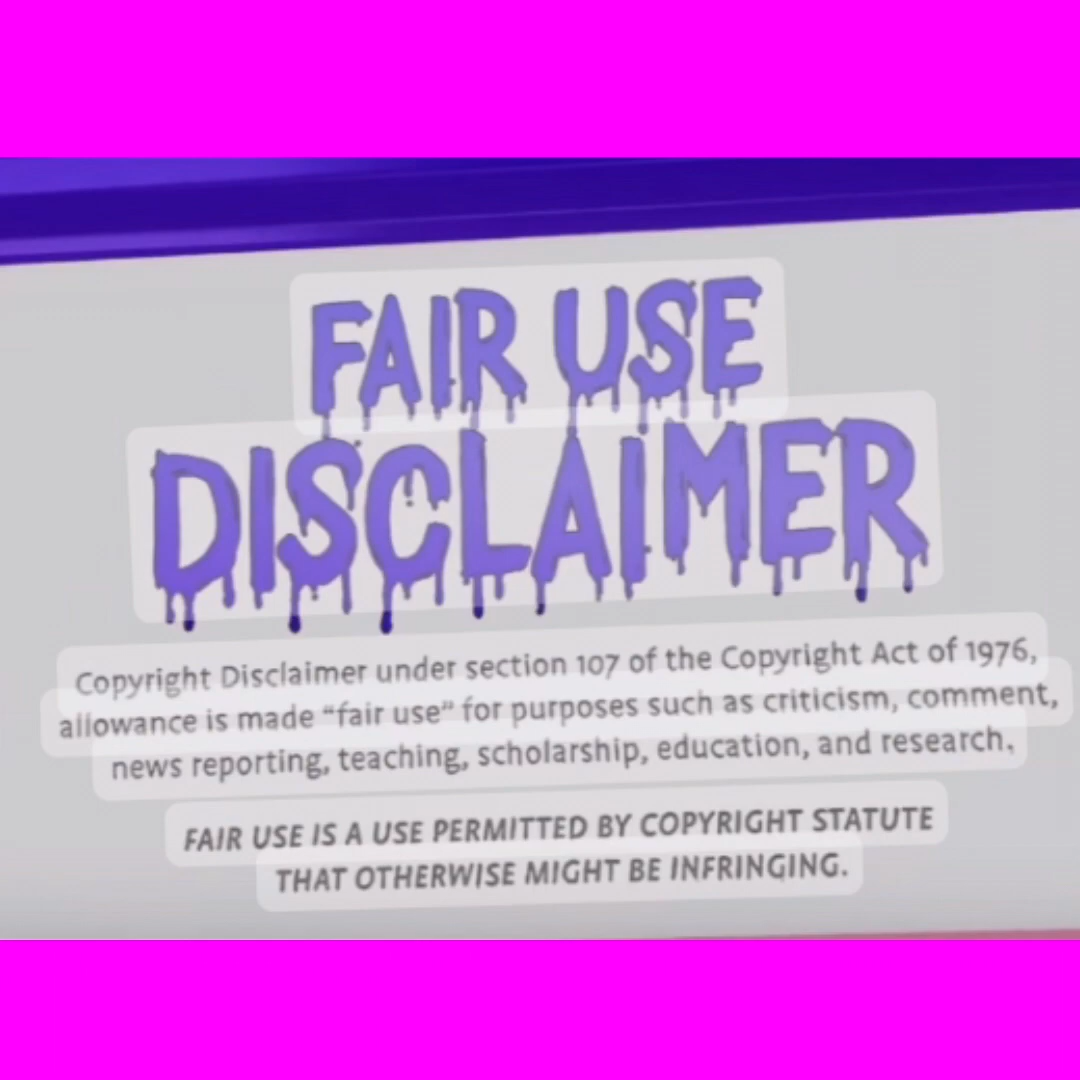 FAIR USE
DISCLAIMER
Copyright Disclaimer under section 107 of the Copyright Act of 1976,
allowance is made “fair use” for purposes such as criticism, comment,
news reporting, teaching, scholarship, education, and research.
FAIR USE IS A USE PERMITTED BY COPYRIGHT STATUTE
THAT OTHERWISE MIGHT BE INFRINGING.